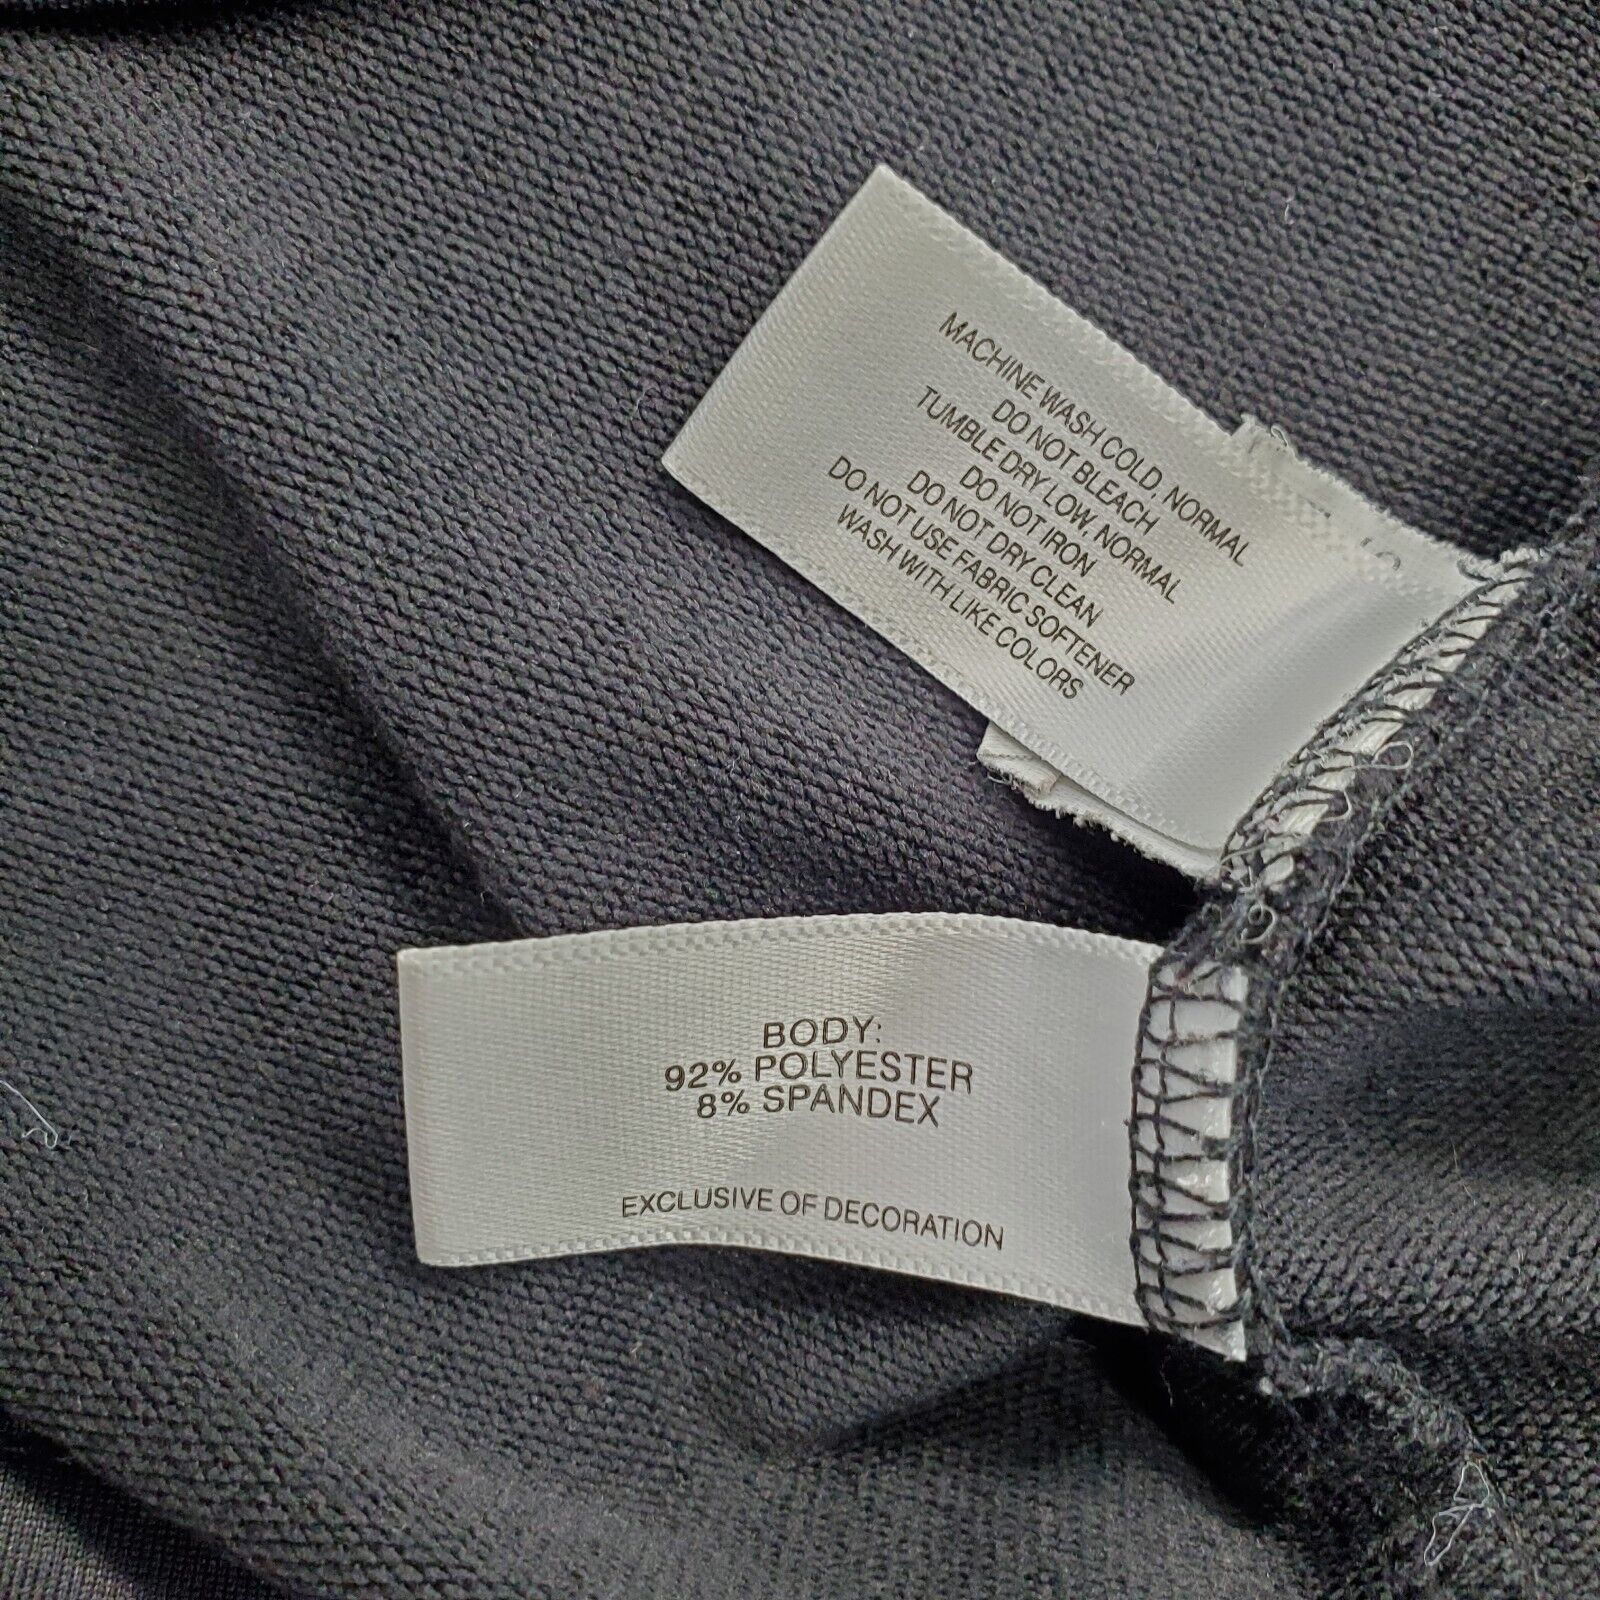 MACHINE WASH COLD, NORMAL
DO NOT BLEACH
TUMBLE DRY LOW, NORMAL
DO NOT IRON
DO NOT DRY CLEAN
DO NOT USE FABRIC SOFTENER
WASH WITH LIKE COLORS
BODY:
92% POLYESTER
8% SPANDEX
EXCLUSIVE OF DECORATION